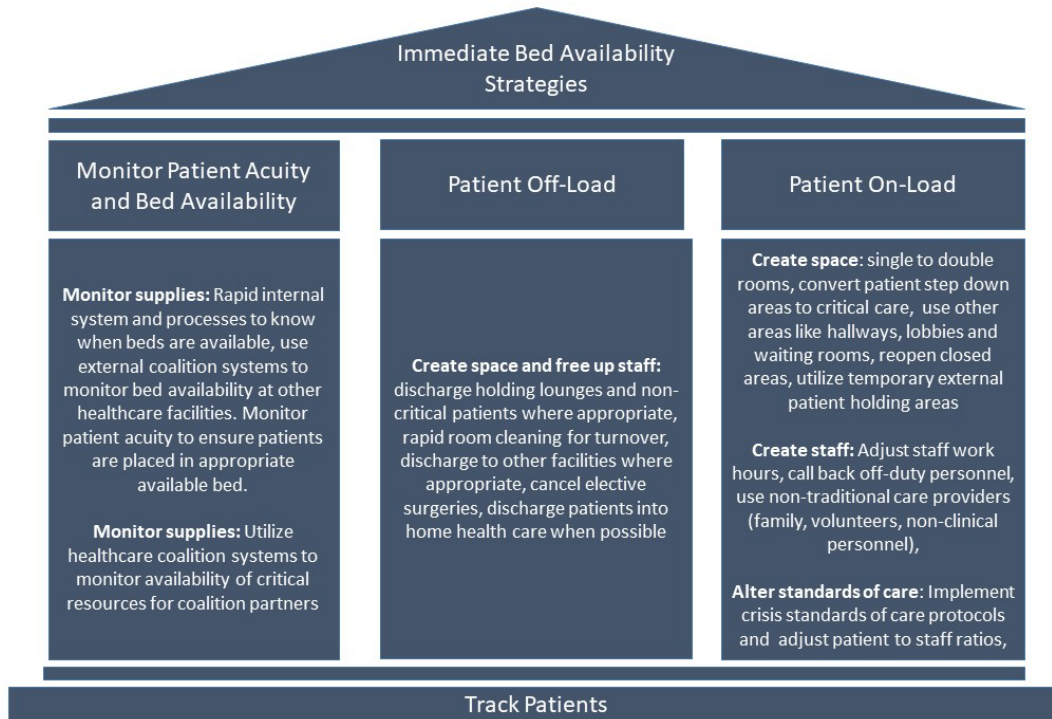 Immediate Bed Availability
Strategies
Monitor Patient Acuity
and Bed Availability
Monitor supplies: Rapid internal
system and processes to know
when beds are available, use
external coalition systems to
monitor bed availability at other
healthcare facilities. Monitor
patient acuity to ensure patients
are placed in appropriate
available bed.
Monitor supplies: Utilize
healthcare coalition systems to
monitor availability of critical
resources for coalition partners
Patient Off-Load
Create space and free up staff:
discharge holding lounges and non-
critical patients where appropriate,
rapid room cleaning for turnover,
discharge to other facilities where
appropriate, cancel elective
surgeries, discharge patients into
home health care when possible
Patient On-Load
Create space: single to double
rooms, convert patient step down
areas to critical care,  use other
areas like hallways, lobbies and
waiting rooms, reopen closed
areas, utilize temporary external
patient holding areas
Create staff: Adjust staff work
hours, call back off-duty personnel,
use non-traditional care providers
(family, volunteers, non-clinical
personnel),
Alter standards of care: Implement
crisis standards of care protocols
and  adjust patient to staff ratios,
Track Patients